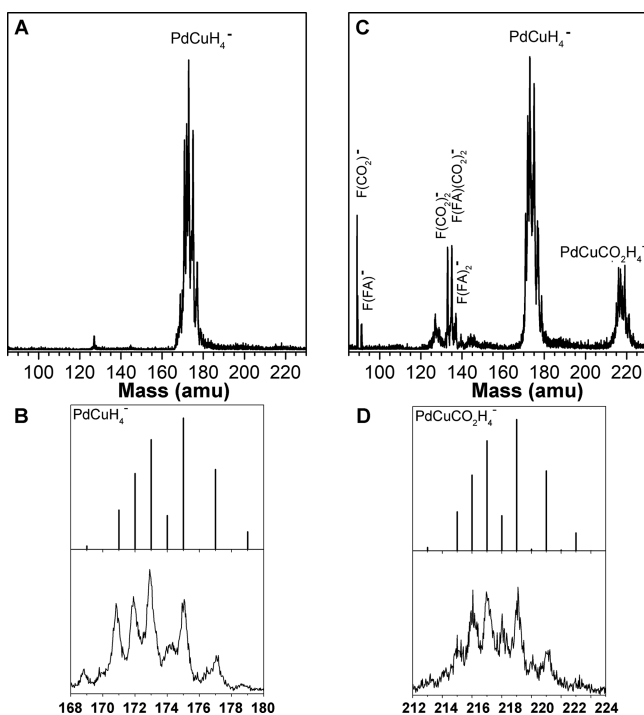 A
PdCuH₄⁻
100 120 140 160 180 200 220
Mass (amu)
C
PdCuH₄⁻
F(CO₂)⁻
F(FA)⁻
F(CO₂)₂⁻
F(FA)(CO₂)₂⁻
F(FA)₂⁻
PdCuCO₂H₄⁻
100 120 140 160 180 200 220
Mass (amu)
B
PdCuH₄⁻
168 170 172 174 176 178 180
D
PdCuCO₂H₄⁻
212 214 216 218 220 222 224